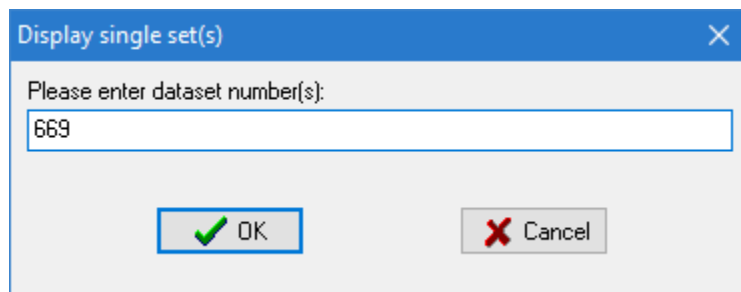 Display single set(s)
Please enter dataset number(s):
669
OK
Cancel